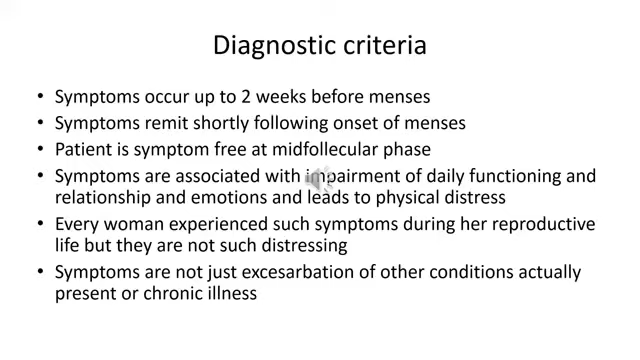 Diagnostic criteria
• Symptoms occur up to 2 weeks before menses
• Symptoms remit shortly following onset of menses
• Patient is symptom free at midfollecular phase
• Symptoms are associated with impairment of daily functioning and
relationship and emotions and leads to physical distress
• Every woman experienced such symptoms during her reproductive
life but they are not such distressing
• Symptoms are not just excesarbation of other conditions actually
present or chronic illness